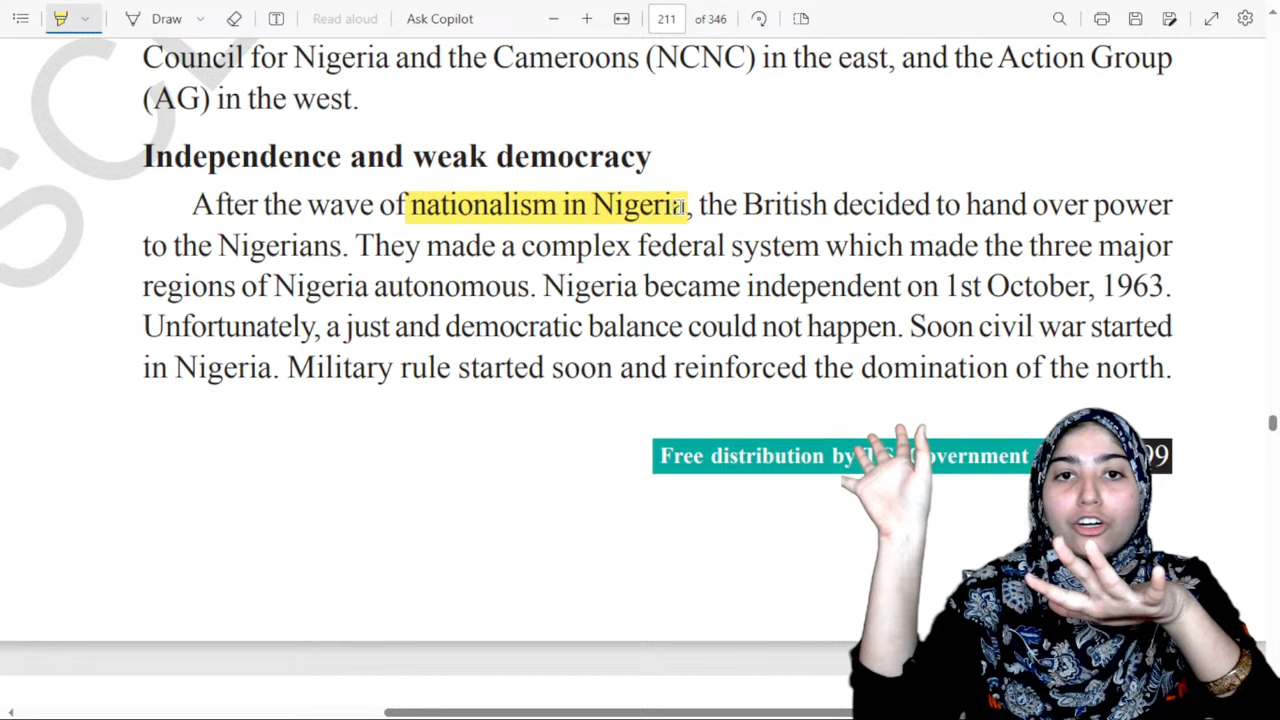 Draw
Read aloud
Ask Copilot
211 of 346
Council for Nigeria and the Cameroons (NCNC) in the east, and the Action Group
(AG) in the west.
Independence and weak democracy
After the wave of nationalism in Nigeria, the British decided to hand over power
to the Nigerians. They made a complex federal system which made the three major
regions of Nigeria autonomous. Nigeria became independent on 1st October, 1963.
Unfortunately, a just and democratic balance could not happen. Soon civil war started
in Nigeria. Military rule started soon and reinforced the domination of the north.
Free distribution by